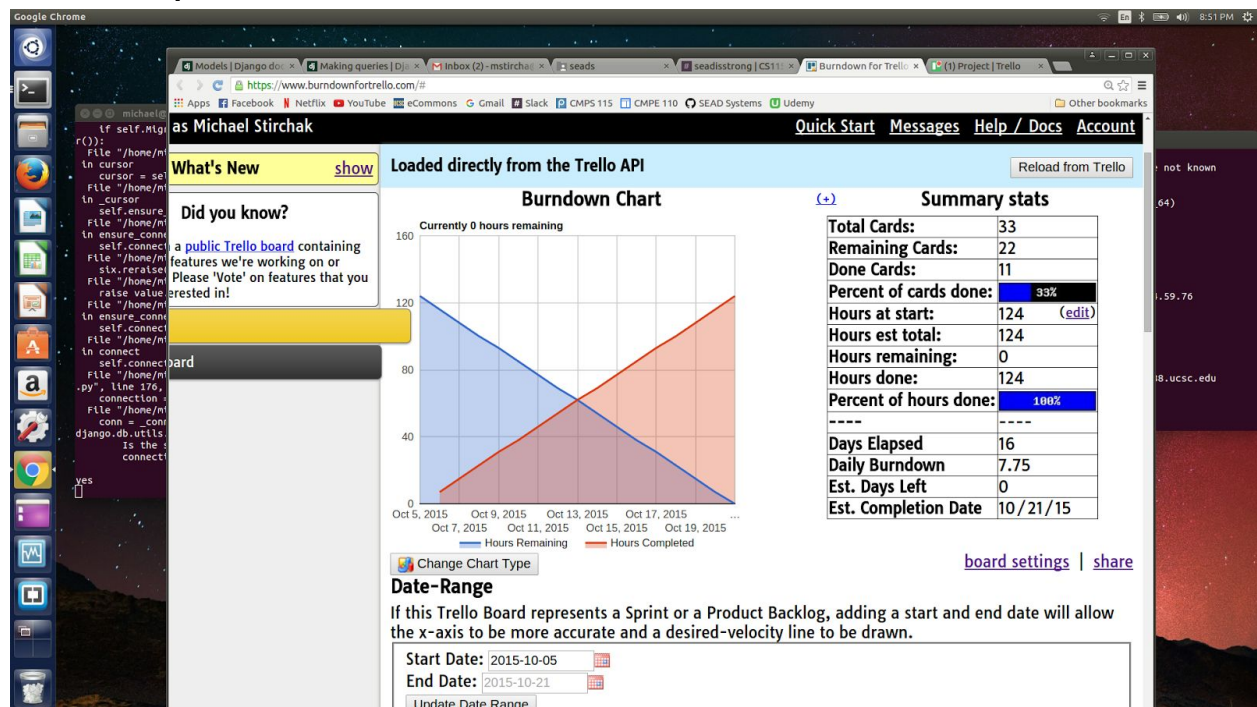 Google Chrome
En
8:51 PM
Models | Django doc
Making queries | Dja
Inbox (2) - mstirchak
seads
seadisstrong | CS115
Burndown for Trello
(1) Project | Trello
https://www.burndownfortrello.com/#
Apps Facebook Netflix YouTube eCommons Gmail Slack CMPS 115 CMPE 110 SEAD Systems Udemy Other bookmarks
michael@
if self.Migr
r()):
File "/home/m
in cursor
cursor = sel
File "/home/m
in _cursor
self.ensure_
File "/home/m
in ensure_conne
self.connect
File "/home/m
six.reraise(
File "/home/m
raise value.
File "/home/m
in ensure_conne
self.connect
File "/home/m
in connect
self.connect
File "/home/m
.py", line 176,
connection =
File "/home/m
conn = _conn
django.db.utils.
Is the s
connecti
yes
as Michael Stirchak
Quick Start Messages Help / Docs Account
What's New show
Did you know?
a public Trello board containing
features we're working on or
Please 'Vote' on features that you
erested in!
oard
Loaded directly from the Trello API
Reload from Trello
Burndown Chart
Currently 0 hours remaining
160
120
80
40
0
Oct 5, 2015 Oct 9, 2015 Oct 13, 2015 Oct 17, 2015 ...
Oct 7, 2015 Oct 11, 2015 Oct 15, 2015 Oct 19, 2015
Hours Remaining Hours Completed
(+) Summary stats
Total Cards: 33
Remaining Cards: 22
Done Cards: 11
Percent of cards done: 33%
Hours at start: 124 (edit)
Hours est total: 124
Hours remaining: 0
Hours done: 124
Percent of hours done: 100%
---- ----
Days Elapsed 16
Daily Burndown 7.75
Est. Days Left 0
Est. Completion Date 10/21/15
Change Chart Type
board settings | share
Date-Range
If this Trello Board represents a Sprint or a Product Backlog, adding a start and end date will allow
the x-axis to be more accurate and a desired-velocity line to be drawn.
Start Date: 2015-10-05
End Date: 2015-10-21
Update Date Range
not known
_64)
.59.76
38.ucsc.edu